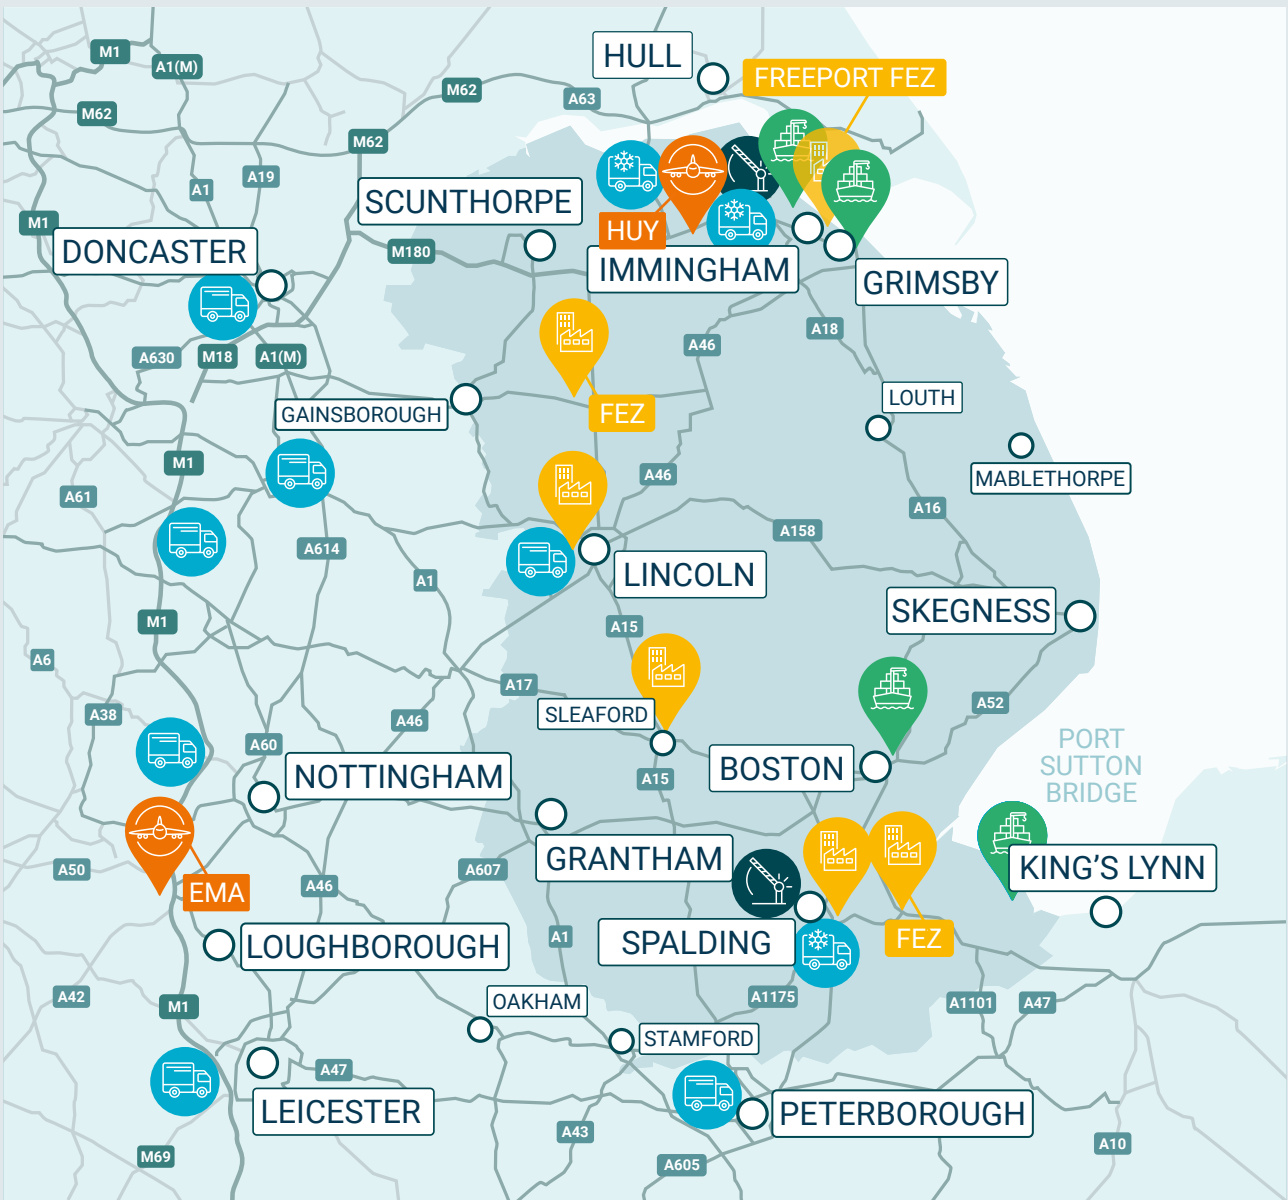 HULL
M1
A1(M)
FREEPORT FEZ
M62
A63
M62
M62
A19
A1
SCUNTHORPE
M1
HUY
DONCASTER
M180
IMMINGHAM
GRIMSBY
A18
A46
A630
M18
A1(M)
LOUTH
GAINSBOROUGH
FEZ
M1
A46
MABLETHORPE
A61
A16
A158
A614
A1
LINCOLN
SKEGNESS
M1
A15
A6
A17
A52
SLEAFORD
A38
A46
A60
PORT
SUTTON
BRIDGE
BOSTON
NOTTINGHAM
A15
GRANTHAM
KING'S LYNN
A50
A607
A46
EMA
A1
FEZ
SPALDING
LOUGHBOROUGH
A42
A1175
OAKHAM
A1101
A47
M1
STAMFORD
A47
LEICESTER
PETERBOROUGH
A43
A10
M69
A605